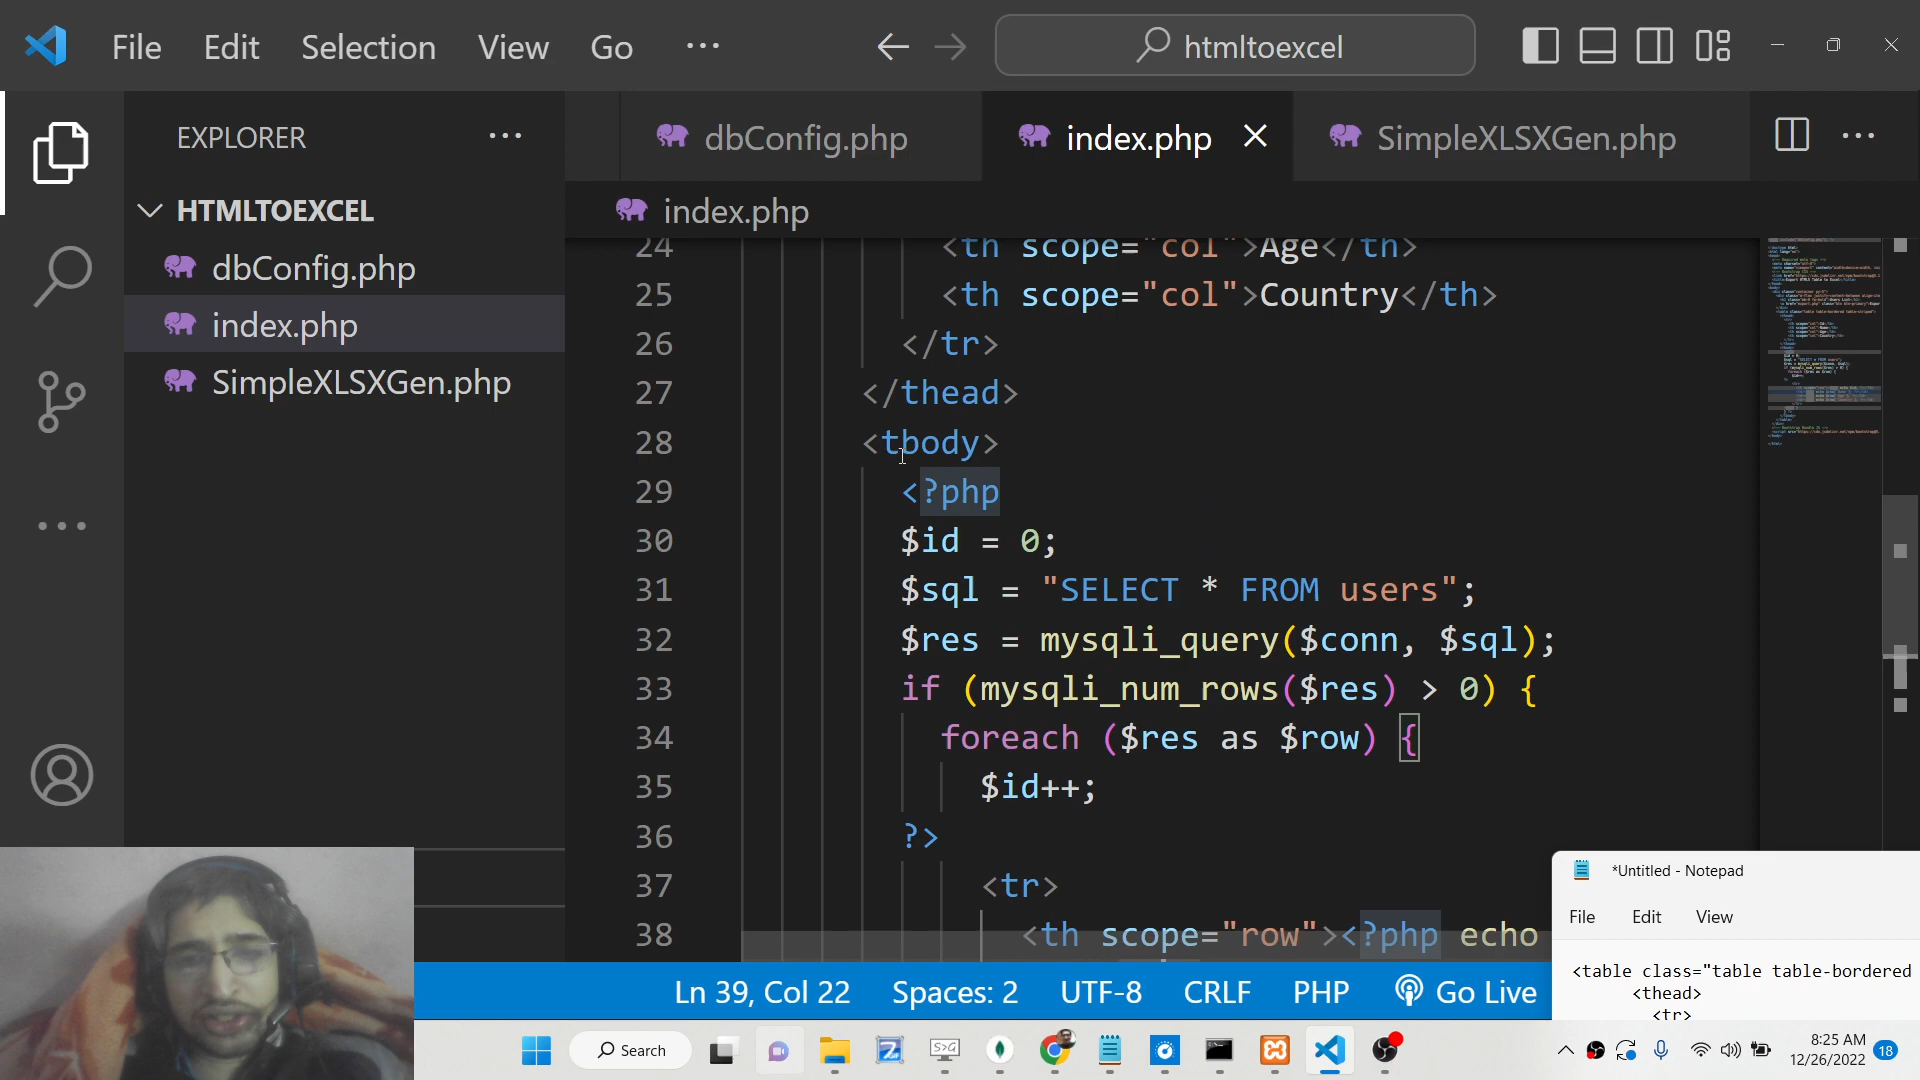 File Edit Selection View Go ...
htmltoexcel
EXPLORER ...
HTMLTOEXCEL
dbConfig.php
index.php
SimpleXLSXGen.php
dbConfig.php
index.php
SimpleXLSXGen.php
...
index.php
24 <th scope="col">Age</th>
25 <th scope="col">Country</th>
26 </tr>
27 </thead>
28 <tbody>
29 <?php
30 $id = 0;
31 $sql = "SELECT * FROM users";
32 $res = mysqli_query($conn, $sql);
33 if (mysqli_num_rows($res) > 0) {
34 foreach ($res as $row) {
35 $id++;
36 ?>
37 <tr>
38 <th scope="row"><?php echo
Ln 39, Col 22 Spaces: 2 UTF-8 CRLF PHP Go Live
*Untitled - Notepad
File Edit View
<table class="table table-bordered
<thead>
<tr>
Search
8:25 AM
12/26/2022
18